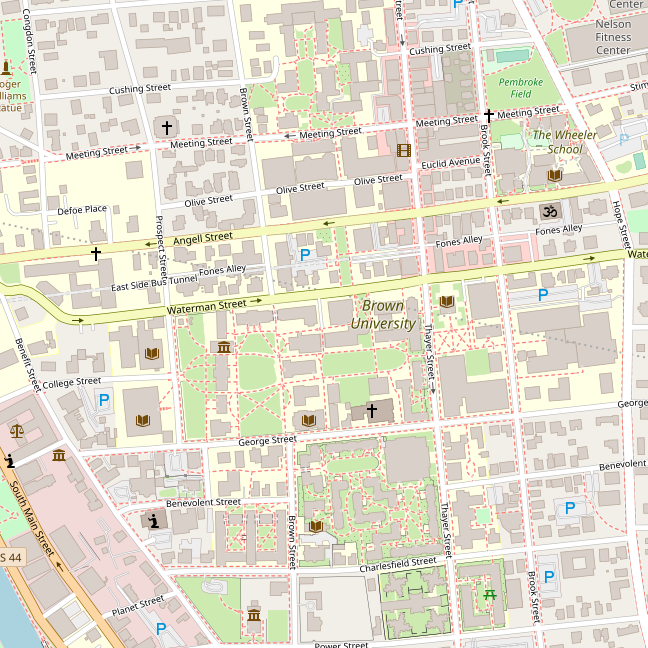 Center
Nelson
Fitness
Center
Street
Congdon Street
Cushing Street
Pembroke
Field
Cushing Street
Brown Street
Meeting Street
Meeting Street
Meeting Street
Meeting Street
Meeting Street
Brook Street
The Wheeler
School
Euclid Avenue
Olive Street
Olive Street
Olive Street
Defoe Place
Prospect Street
Angell Street
Hope Street
Fones Alley
Fones Alley
Fones Alley
East Side Bus Tunnel
Waterman Street
Brown
University
Thayer Street
Benefit Street
College Street
George Street
Benevolent
Benevolent Street
South Main Street
Brown Street
Thayer Street
Charlesfield Street
Brook Street
Planet Street
Power Street
P
P
P
P
P
P
P
S 44